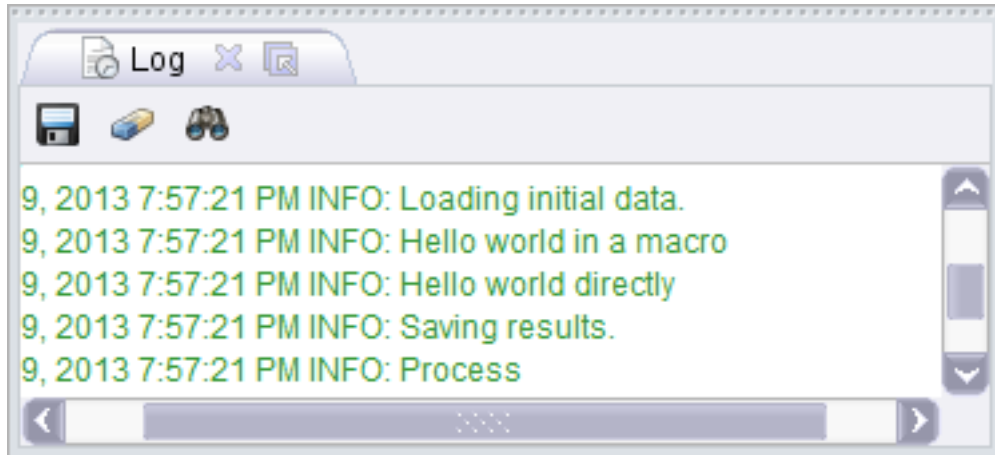 Log
9, 2013 7:57:21 PM INFO: Loading initial data.
9, 2013 7:57:21 PM INFO: Hello world in a macro
9, 2013 7:57:21 PM INFO: Hello world directly
9, 2013 7:57:21 PM INFO: Saving results.
9, 2013 7:57:21 PM INFO: Process